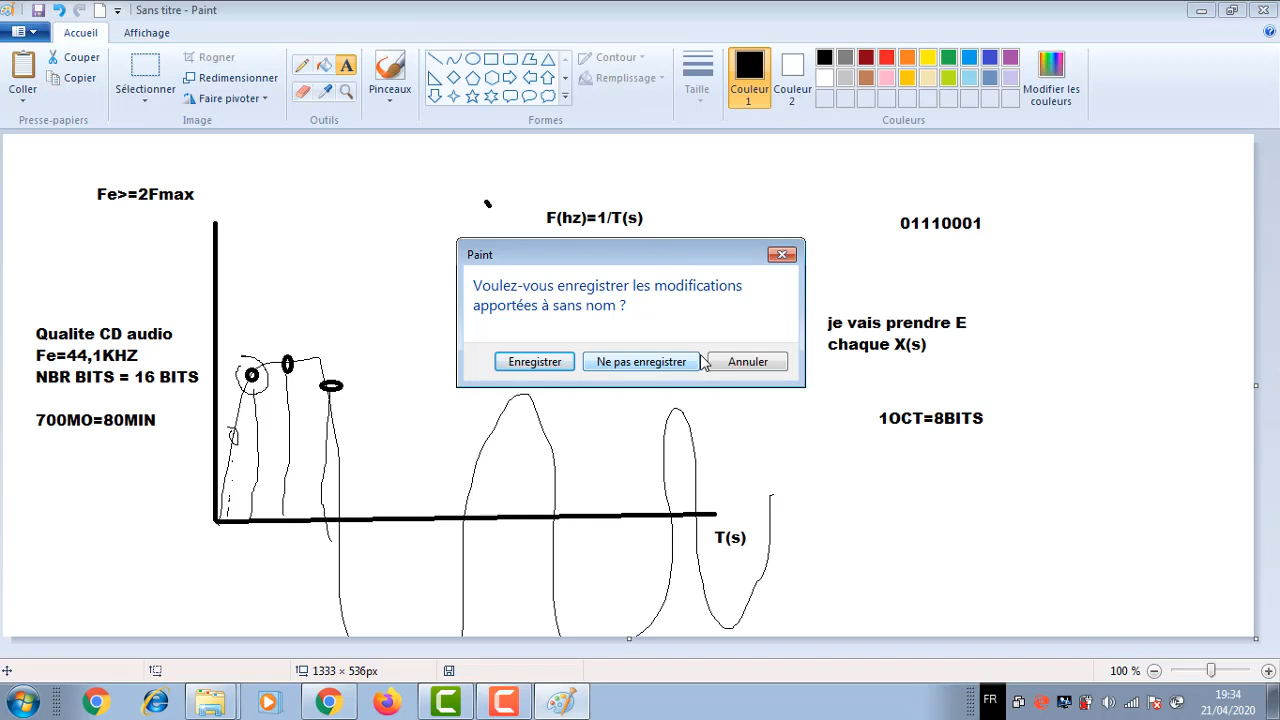 Sans titre - Paint
Accueil
Affichage
Coller
Couper
Copier
Presse-papiers
Sélectionner
Rogner
Redimensionner
Faire pivoter
Image
A
Outils
Pinceaux
Contour
Remplissage
Formes
Taille
Couleur 1
Couleur 2
Modifier les couleurs
Couleurs
Fe>=2Fmax
F(hz)=1/T(s)
01110001
Paint
Voulez-vous enregistrer les modifications
apportées à sans nom ?
Enregistrer
Ne pas enregistrer
Annuler
je vais prendre E
chaque X(s)
Qualite CD audio
Fe=44,1KHZ
NBR BITS = 16 BITS
700MO=80MIN
1OCT=8BITS
T(s)
1333 × 536px
100 %
FR
19:34
21/04/2020